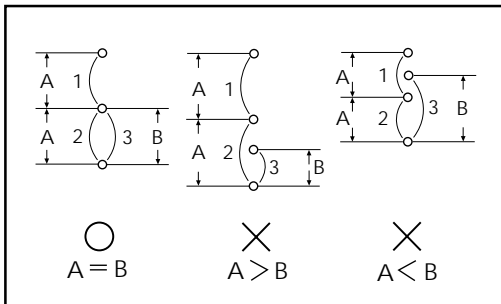 A 1
A 2 3 B
A = B
1
A
A 2 3 B
A > B
A 1
A 2 3 B
A < B